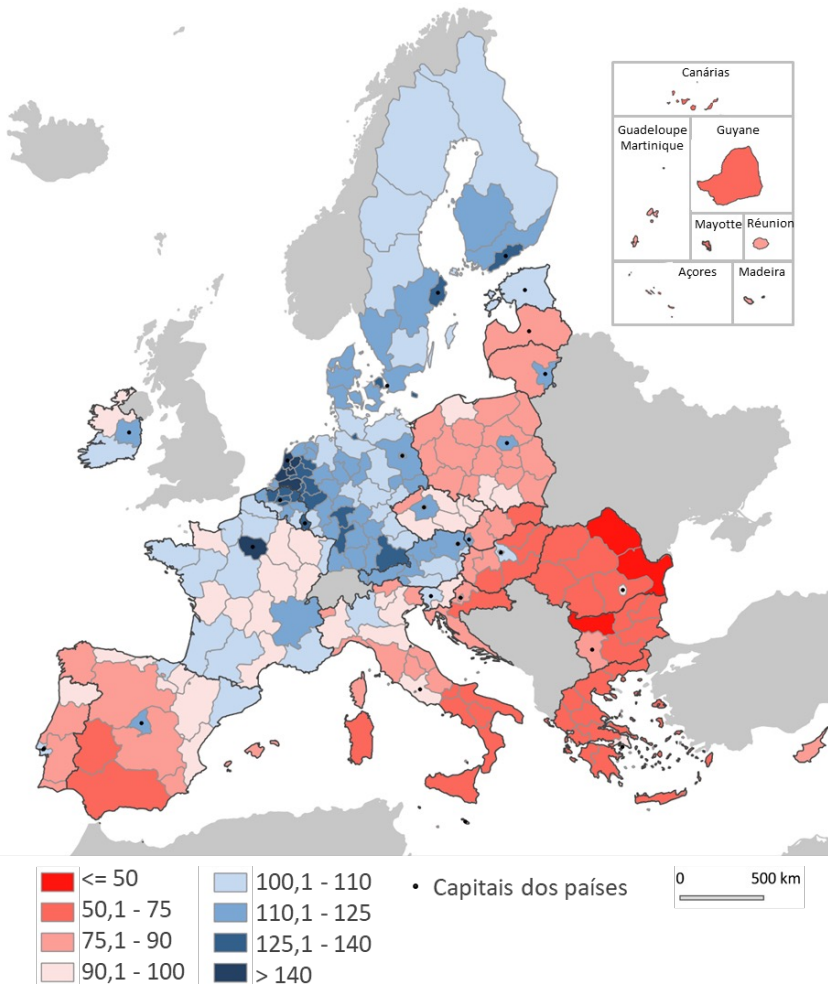 Canárias
Guadeloupe
Martinique
Guyane
Mayotte
Réunion
Açores
Madeira
<= 50
50,1 - 75
75,1 - 90
90,1 - 100
100,1 - 110
110,1 - 125
125,1 - 140
> 140
• Capitais dos países
0 500 km